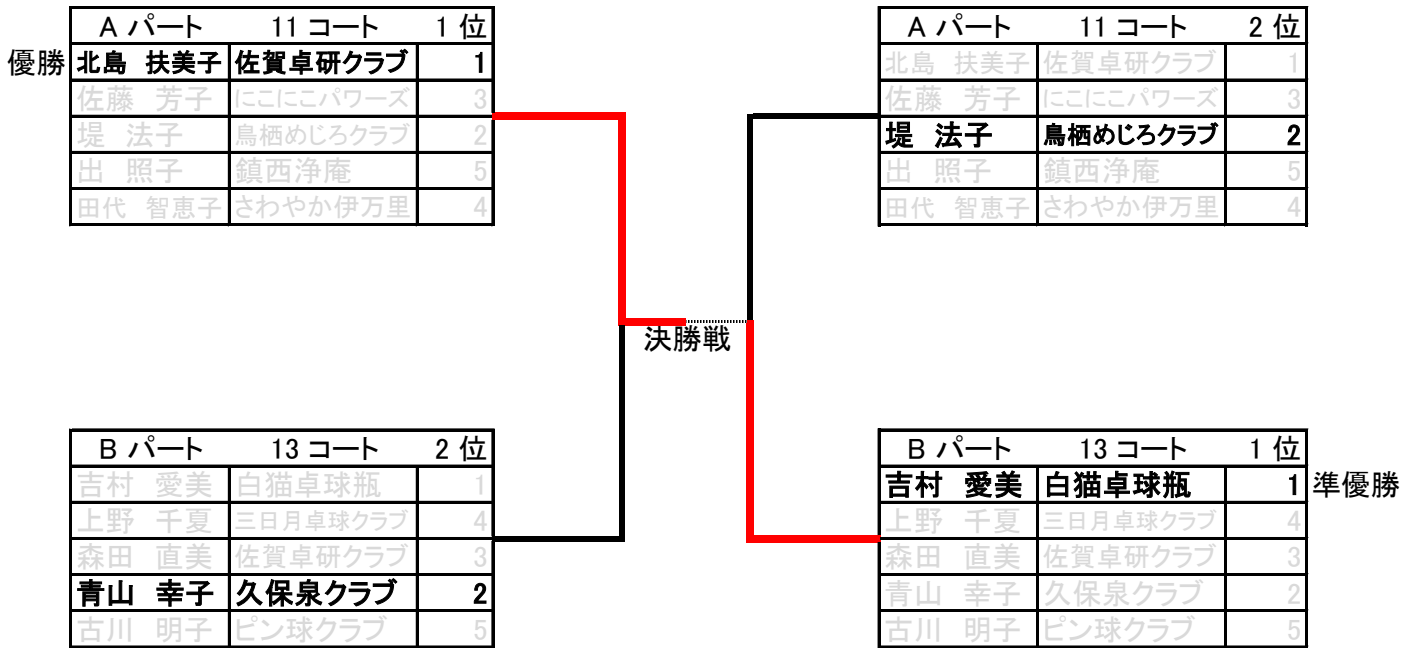 A パート 11 コート 1 位
優勝 北島 扶美子 佐賀卓研クラブ 1
佐藤 芳子 にこにこパワーズ 3
堤 法子 鳥栖めじろクラブ 2
出 照子 鎮西浄庵 5
田代 智恵子 さわやか伊万里 4
A パート 11 コート 2 位
北島 扶美子 佐賀卓研クラブ 1
佐藤 芳子 にこにこパワーズ 3
堤 法子 鳥栖めじろクラブ 2
出 照子 鎮西浄庵 5
田代 智恵子 さわやか伊万里 4
決勝戦
B パート 13 コート 2 位
吉村 愛美 白猫卓球瓶 1
上野 千夏 三日月卓球クラブ 4
森田 直美 佐賀卓研クラブ 3
青山 幸子 久保泉クラブ 2
古川 明子 ピン球クラブ 5
B パート 13 コート 1 位
吉村 愛美 白猫卓球瓶 1 準優勝
上野 千夏 三日月卓球クラブ 4
森田 直美 佐賀卓研クラブ 3
青山 幸子 久保泉クラブ 2
古川 明子 ピン球クラブ 5